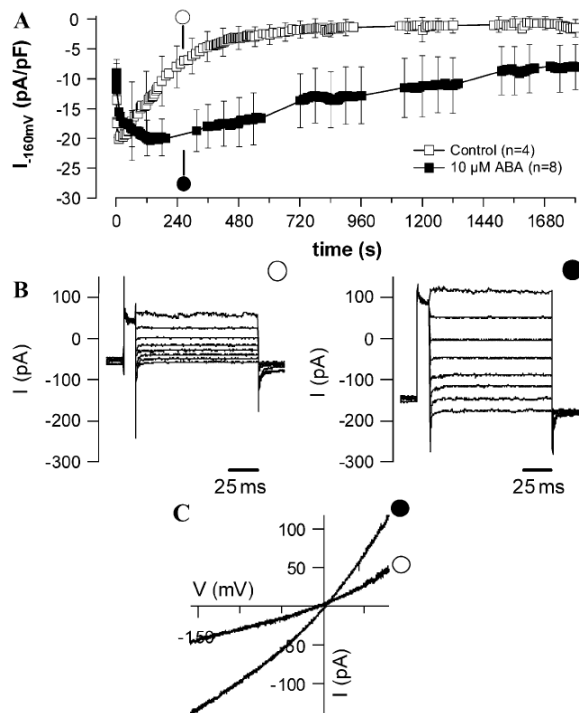 A
I-160mV (pA/pF)
0
-5
-10
-15
-20
-25
-30
Control (n=4)
10 µM ABA (n=8)
0 240 480 720 960 1200 1440 1680
time (s)
B
I (pA)
100
0
-100
-200
-300
25 ms
I (pA)
100
0
-100
-200
-300
25 ms
C
V (mV)
100
50
-150
-50
-100
I (pA)